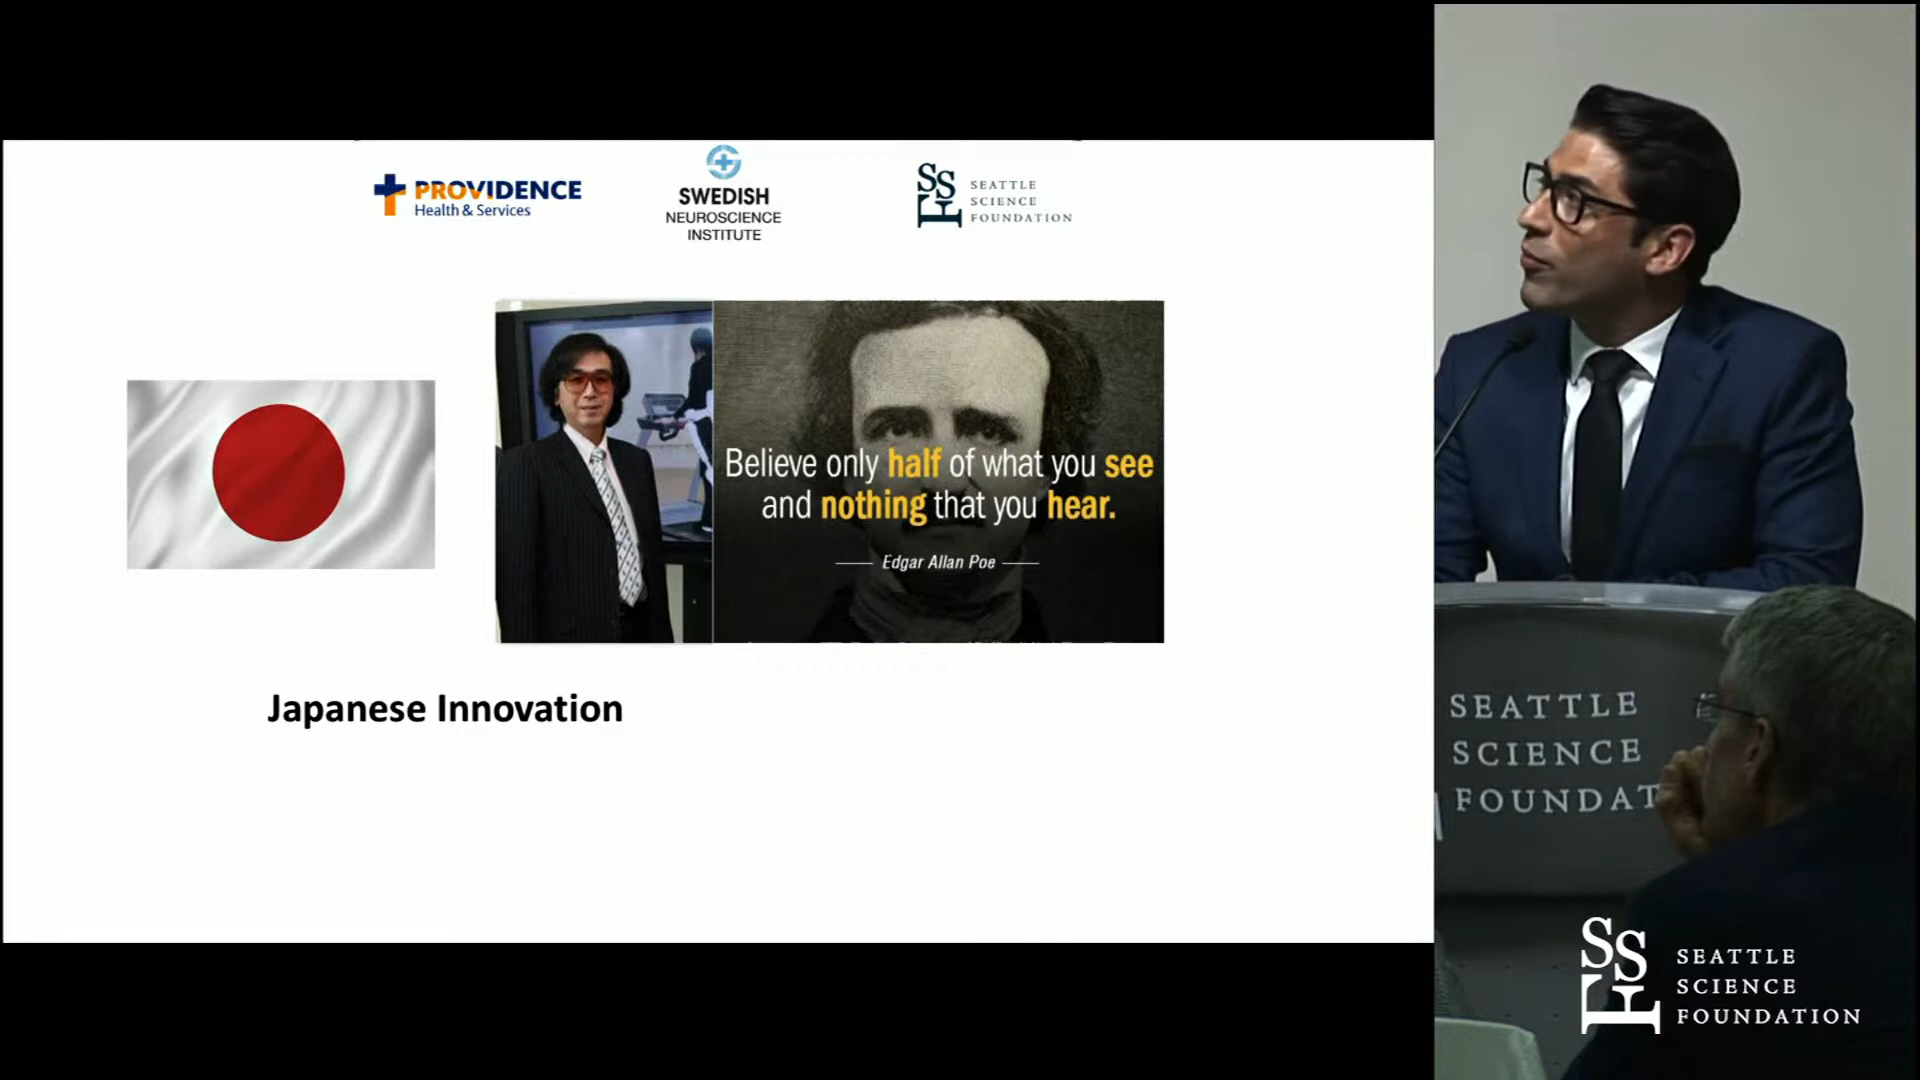 PROVIDENCE
Health & Services
SWEDISH
NEUROSCIENCE
INSTITUTE
SEATTLE
SCIENCE
FOUNDATION
Believe only half of what you see
and nothing that you hear.
Edgar Allan Poe
Japanese Innovation
SEATTLE
SCIENCE
FOUNDAT
SEATTLE
SCIENCE
FOUNDATION